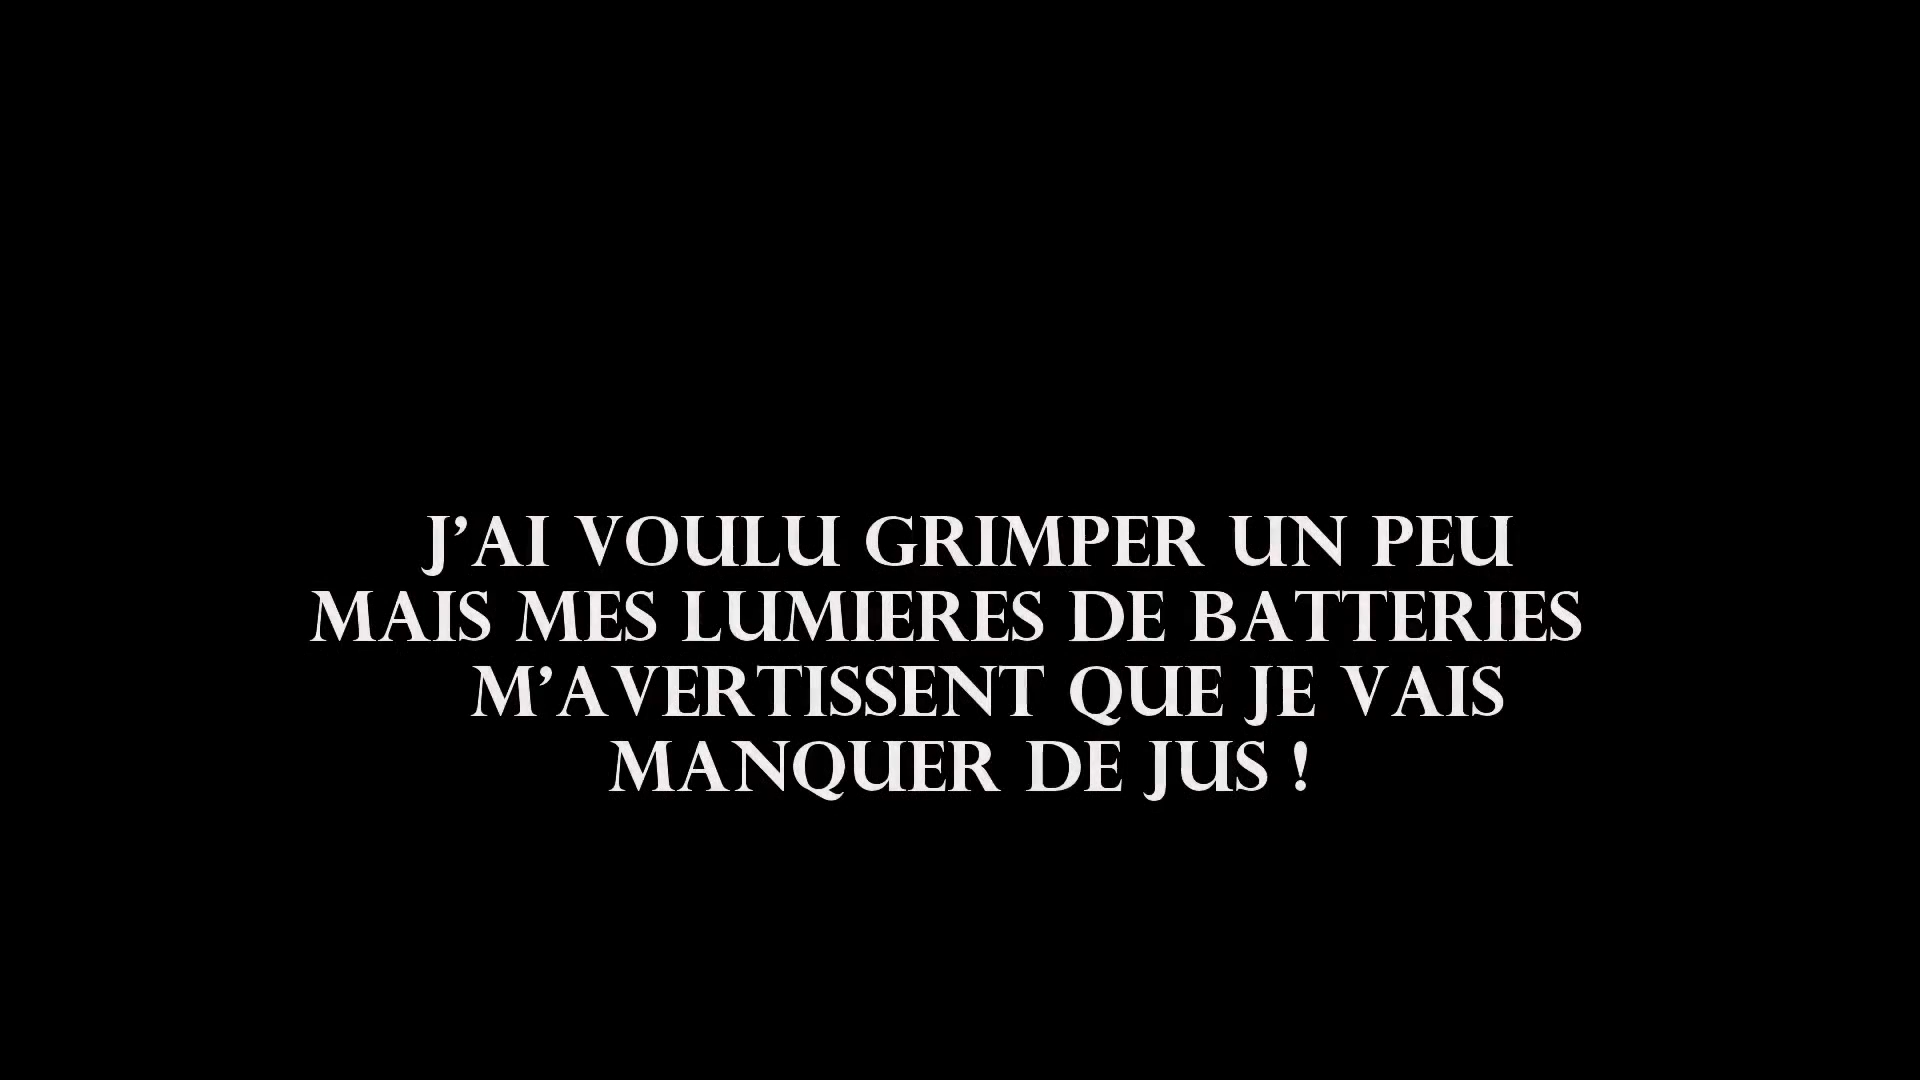 J'AI VOULU GRIMPER UN PEU
MAIS MES LUMIERES DE BATTERIES
M'AVERTISSENT QUE JE VAIS
MANQUER DE JUS !